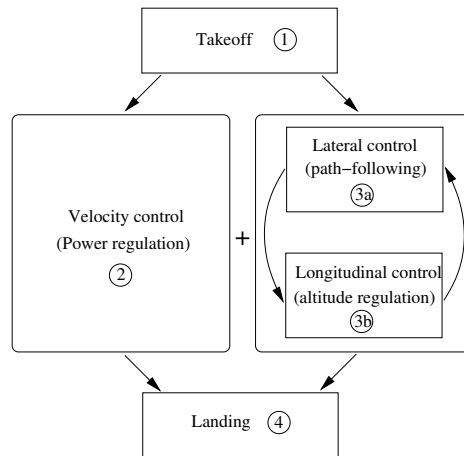 Takeoff 1
Velocity control
(Power regulation)
2
+
Lateral control
(path-following)
3a
Longitudinal control
(altitude regulation)
3b
Landing 4